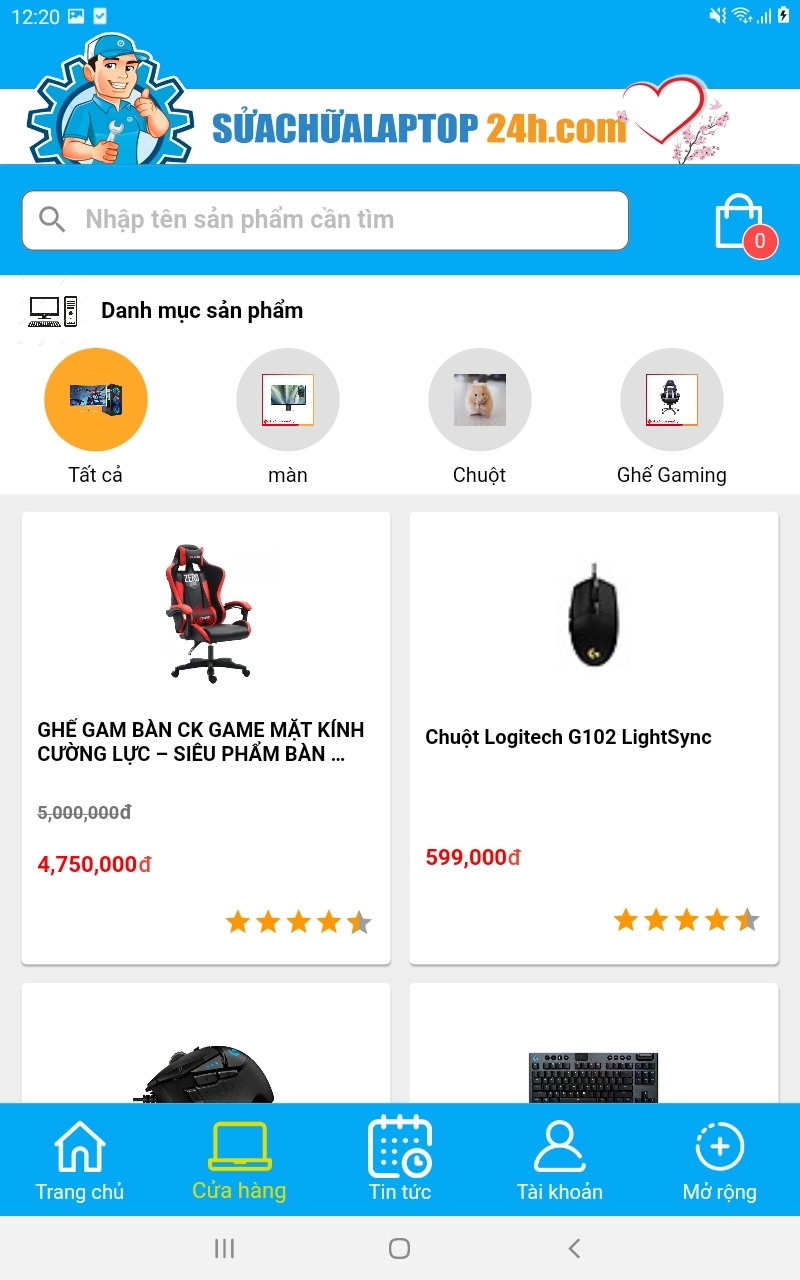 12:20
SỬACHỮALAPTOP 24h.com
Nhập tên sản phẩm cần tìm
0
Danh mục sản phẩm
Tất cả
màn
Chuột
Ghế Gaming
ZERO
GHẾ GAM BÀN CK GAME MẶT KÍNH
CƯỜNG LỰC – SIÊU PHẨM BÀN ...
5,000,000đ
4,750,000đ
Chuột Logitech G102 LightSync
599,000đ
Trang chủ
Cửa hàng
Tin tức
Tài khoản
Mở rộng